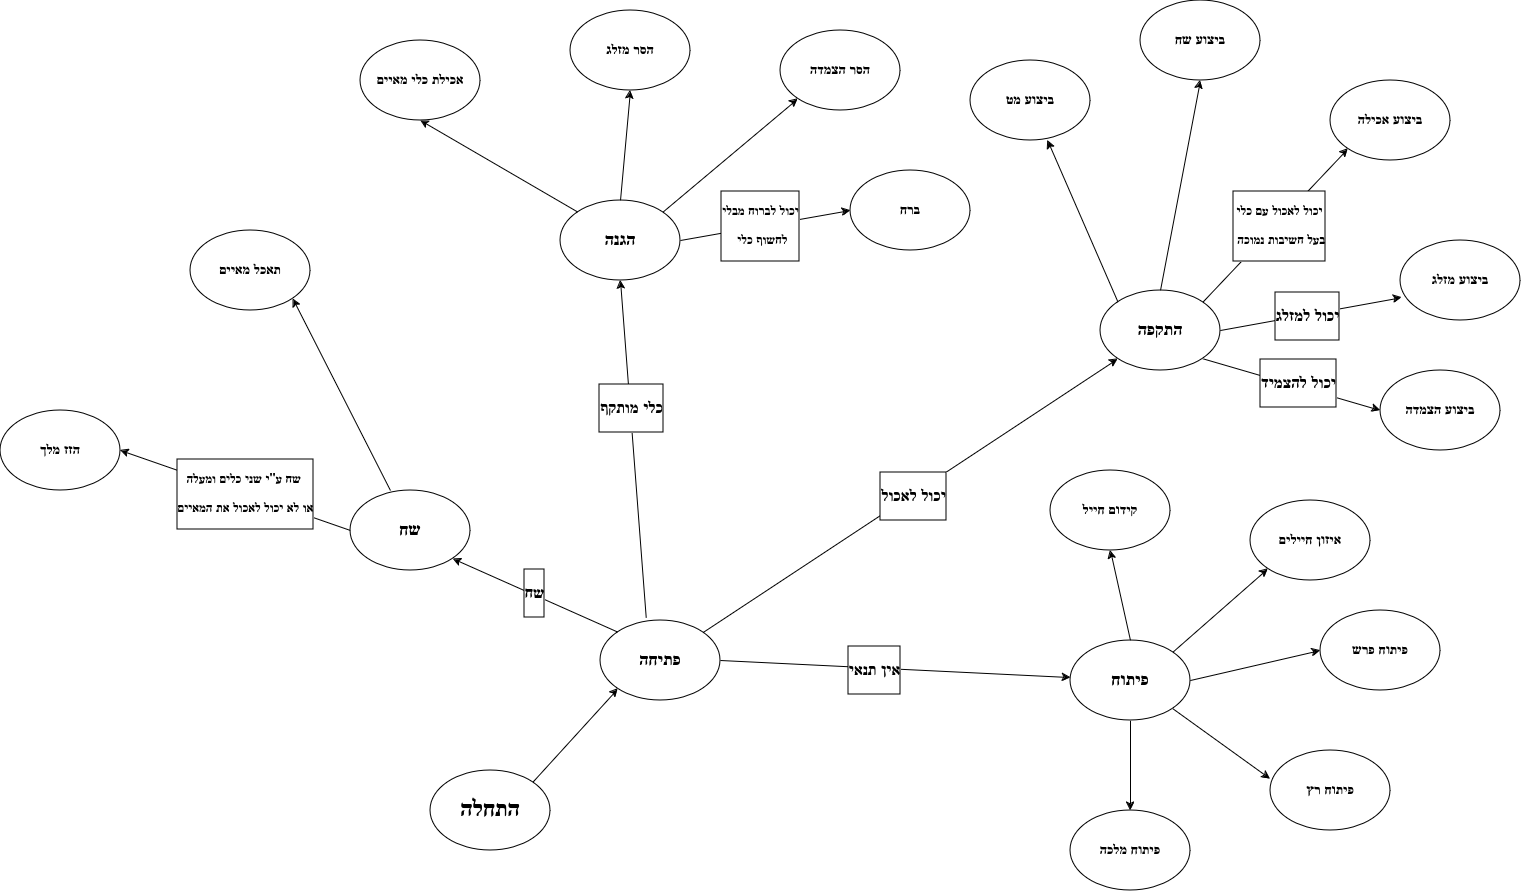 ביצוע שח
הסר מזלג
הסר הצמדה
אכילת כלי מאיים
ביצוע מט
ביצוע אכילה
יכול לברוח מבלי
לחשוף כלי
ברח
יכול לאכול עם כלי
בעל חשיבות נמוכה
הגנה
תאכל מאיים
ביצוע מזלג
יכול למזלג
התקפה
יכול להצמיד
ביצוע הצמדה
כלי מותקף
הזז מלך
שח ע"י שני כלים ומעלה
או לא יכול לאכול את המאיים
יכול לאכול
קידום חייל
שח
איזון חיילים
שח
פיתוח פרש
פתיחה
אין תנאי
פיתוח
פיתוח רץ
התחלה
פיתוח מלכה